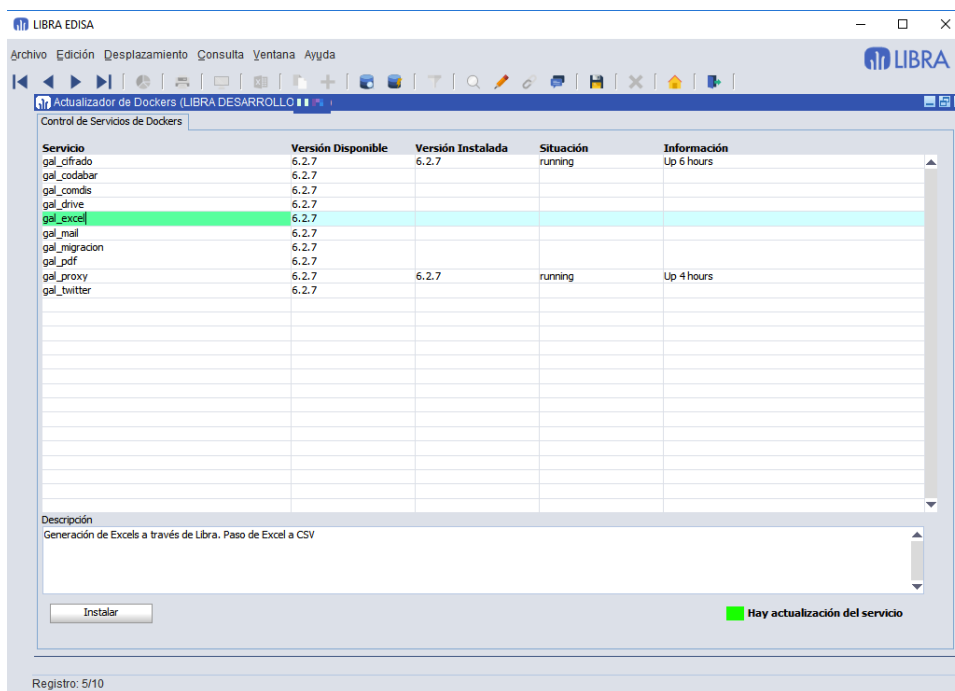 LIBRA EDISA
Archivo Edición Desplazamiento Consulta Ventana Ayuda
LIBRA
Actualizador de Dockers (LIBRA DESARROLLO
Control de Servicios de Dockers
Servicio Versión Disponible Versión Instalada Situación Información
gal_cifrado 6.2.7 6.2.7 running Up 6 hours
gal_codabar 6.2.7
gal_comdis 6.2.7
gal_drive 6.2.7
gal_excel 6.2.7
gal_mail 6.2.7
gal_migracion 6.2.7
gal_pdf 6.2.7
gal_proxy 6.2.7 6.2.7 running Up 4 hours
gal_twitter 6.2.7
Descripción
Generación de Excels a través de Libra. Paso de Excel a CSV
Instalar
Hay actualización del servicio
Registro: 5/10